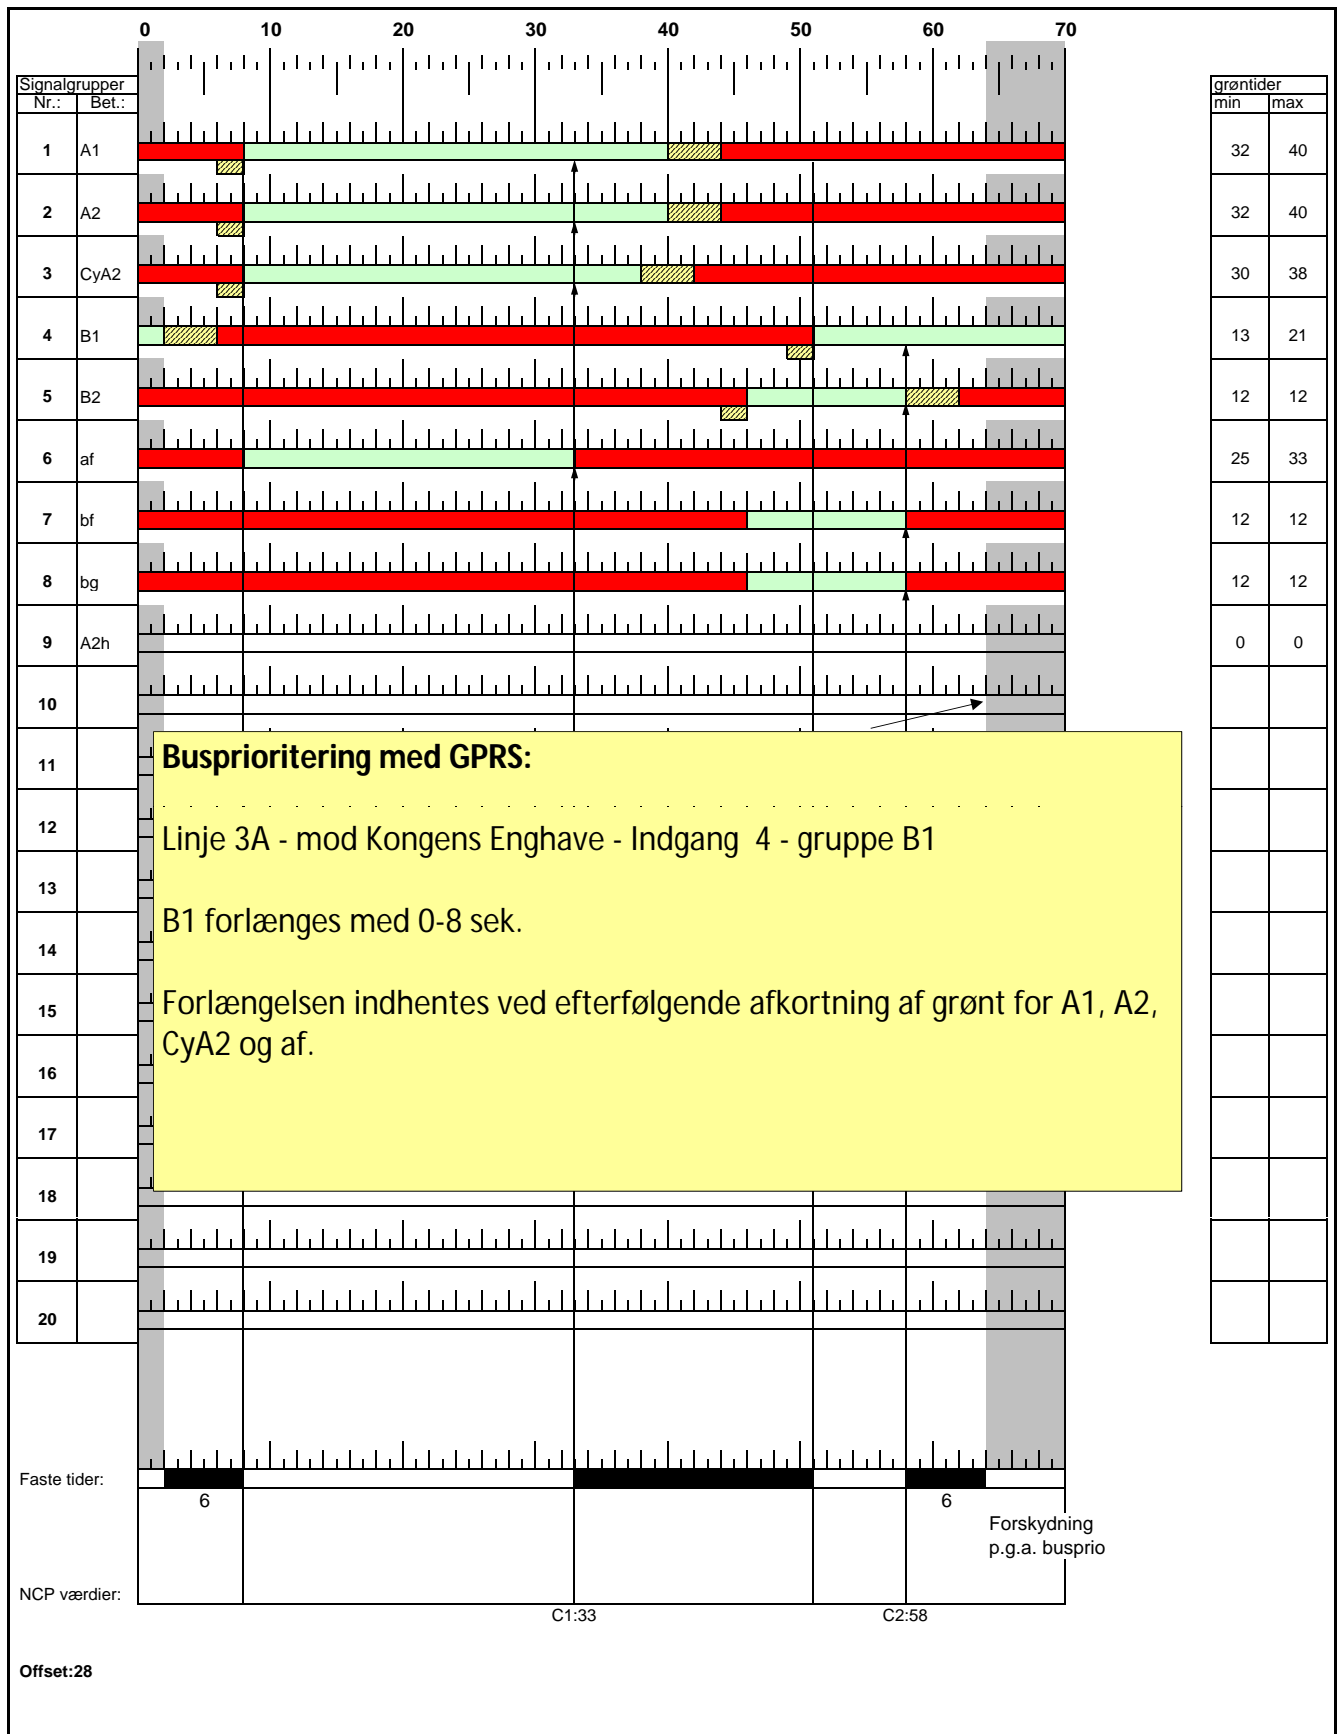 0 10 20 30 40 50 60 70
Signalgrupper
Nr.: Bet.:
grøntider
min max
1 A1 32 40
2 A2 32 40
3 CyA2 30 38
4 B1 13 21
5 B2 12 12
6 af 25 33
7 bf 12 12
8 bg 12 12
9 A2h 0 0
10
11
12
13
14
15
16
17
18
19
20
Busprioritering med GPRS:
Linje 3A - mod Kongens Enghave - Indgang 4 - gruppe B1
B1 forlænges med 0-8 sek.
Forlængelsen indhentes ved efterfølgende afkortning af grønt for A1, A2,
CyA2 og af.
Faste tider:
6 6
Forskydning
p.g.a. busprio
NCP værdier:
C1:33 C2:58
Offset:28